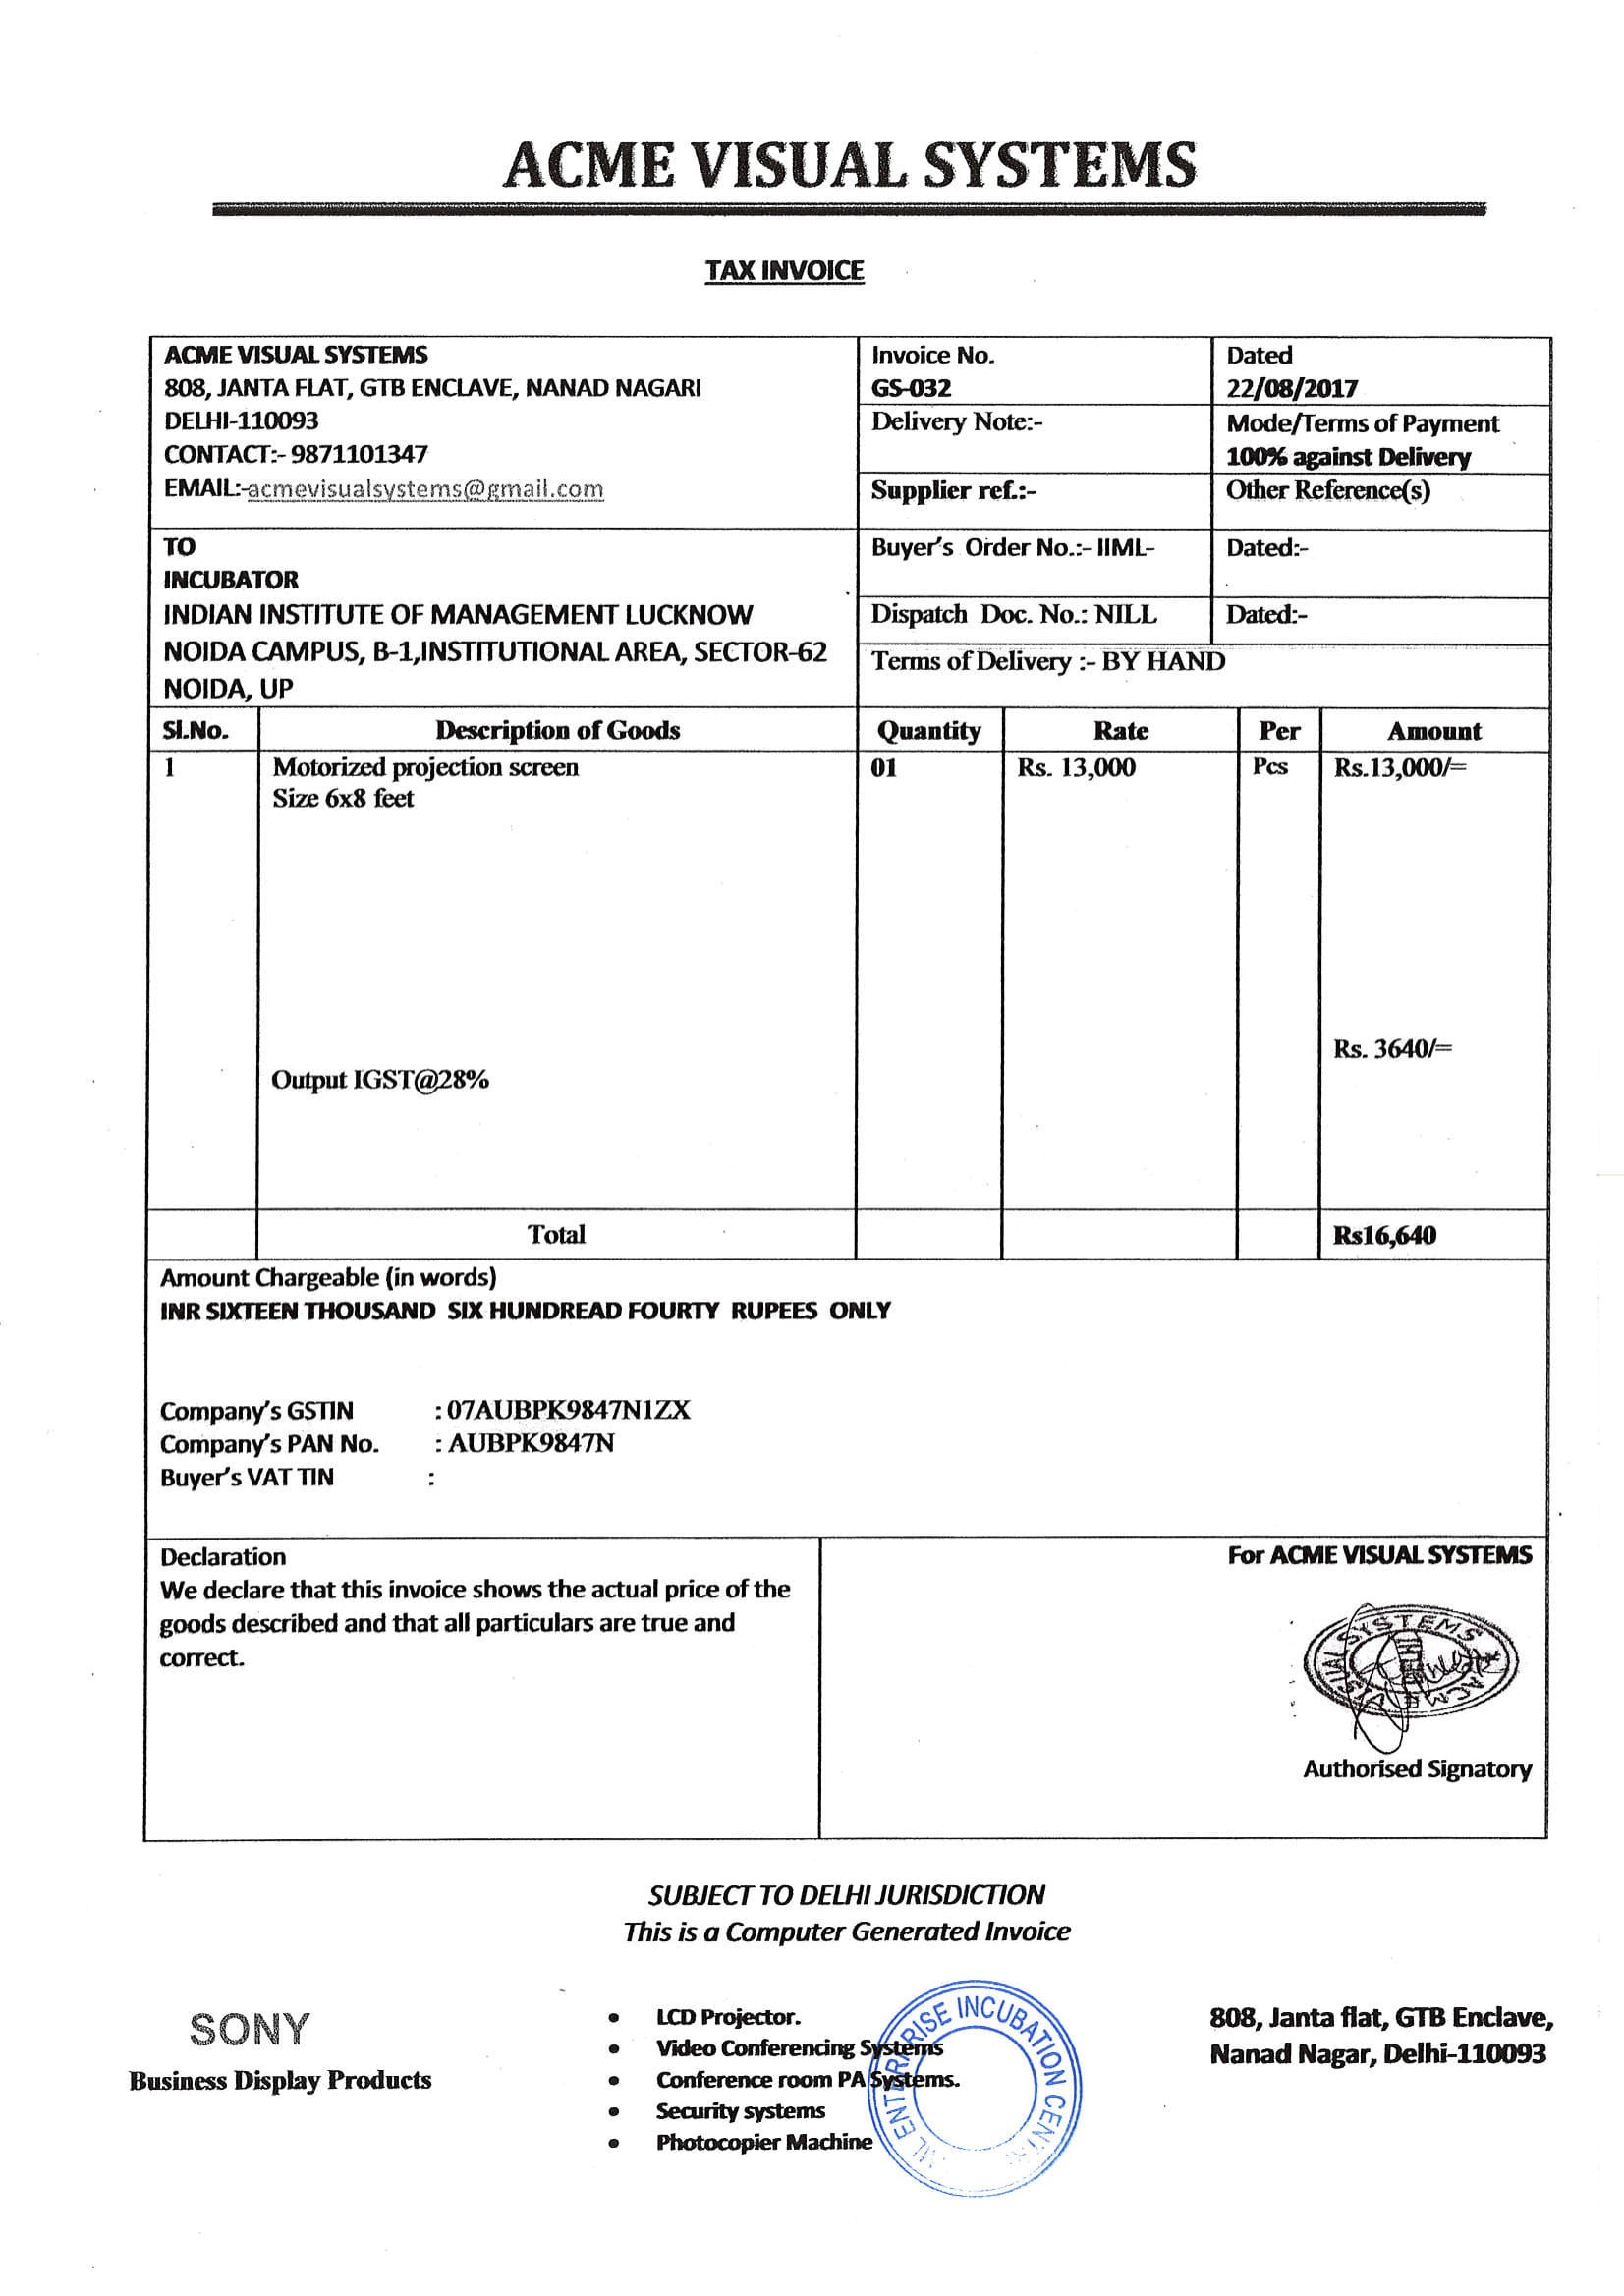 ACME VISUAL SYSTEMS
TAX INVOICE
ACME VISUAL SYSTEMS
808, JANTA FLAT, GTB ENCLAVE, NANAD NAGARI
DELHI-110093
CONTACT:- 9871101347
EMAIL:-acmevisualsystems@gmail.com
Invoice No.
GS-032
Dated
22/08/2017
Delivery Note:-
Mode/Terms of Payment
100% against Delivery
Supplier ref.:-
Other Reference(s)
TO
INCUBATOR
INDIAN INSTITUTE OF MANAGEMENT LUCKNOW
NOIDA CAMPUS, B-1,INSTITUTIONAL AREA, SECTOR-62
NOIDA, UP
Buyer's Order No.:- IIML-
Dated:-
Dispatch Doc. No.: NILL
Dated:-
Terms of Delivery :- BY HAND
Sl.No. Description of Goods Quantity Rate Per Amount
1 Motorized projection screen 01 Rs. 13,000 Pcs Rs.13,000/=
Size 6x8 feet
Rs. 3640/=
Output IGST@28%
Total Rs16,640
Amount Chargeable (in words)
INR SIXTEEN THOUSAND SIX HUNDREAD FOURTY RUPEES ONLY
Company's GSTIN : 07AUBPK9847N1ZX
Company's PAN No. : AUBPK9847N
Buyer's VAT TIN :
Declaration
We declare that this invoice shows the actual price of the
goods described and that all particulars are true and
correct.
For ACME VISUAL SYSTEMS
VISUAL SYSTEMS * ACME
Authorised Signatory
SUBJECT TO DELHI JURISDICTION
This is a Computer Generated Invoice
SONY
Business Display Products
• LCD Projector.
• Video Conferencing Systems
• Conference room PA Systems.
• Security systems
• Photocopier Machine
ENTERPRISE INCUBATION CENTRE
808, Janta flat, GTB Enclave,
Nanad Nagar, Delhi-110093